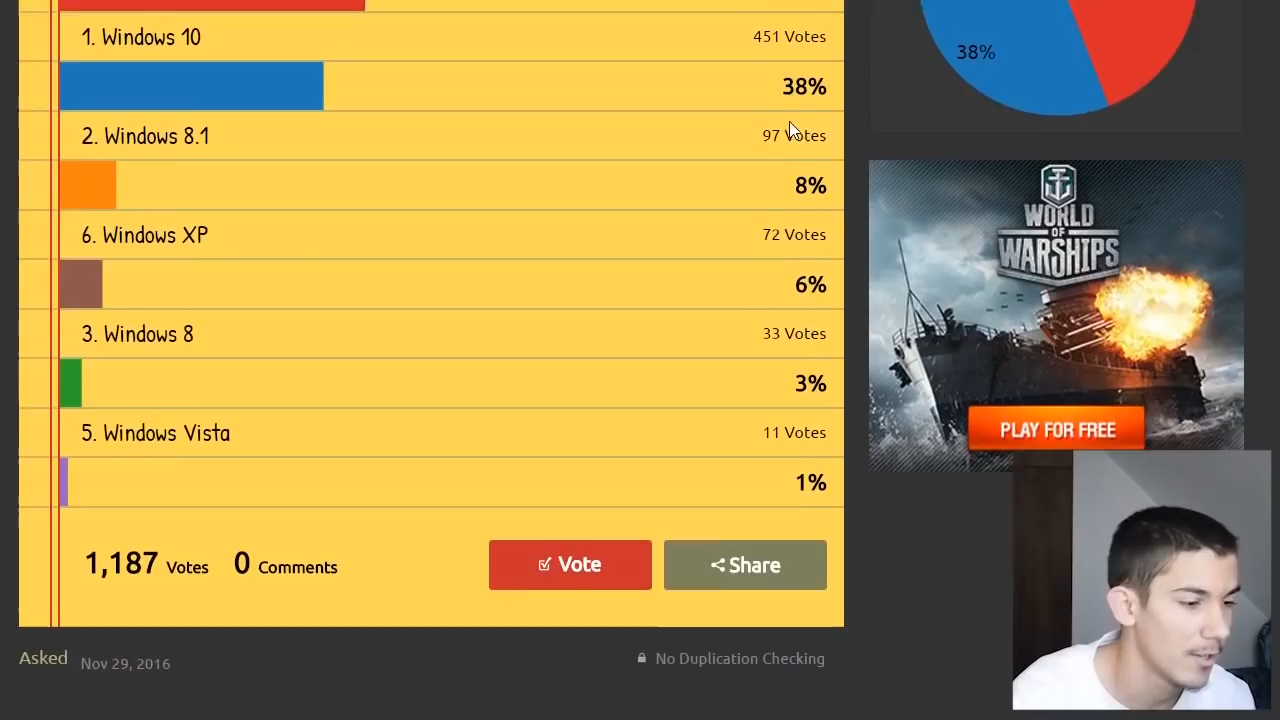 1. Windows 10
451 Votes
38%
2. Windows 8.1
97 Votes
8%
6. Windows XP
72 Votes
6%
3. Windows 8
33 Votes
3%
5. Windows Vista
11 Votes
1%
1,187 Votes 0 Comments
Vote
Share
Asked Nov 29, 2016
No Duplication Checking
38%
WORLD
OF
WARSHIPS
PLAY FOR FREE